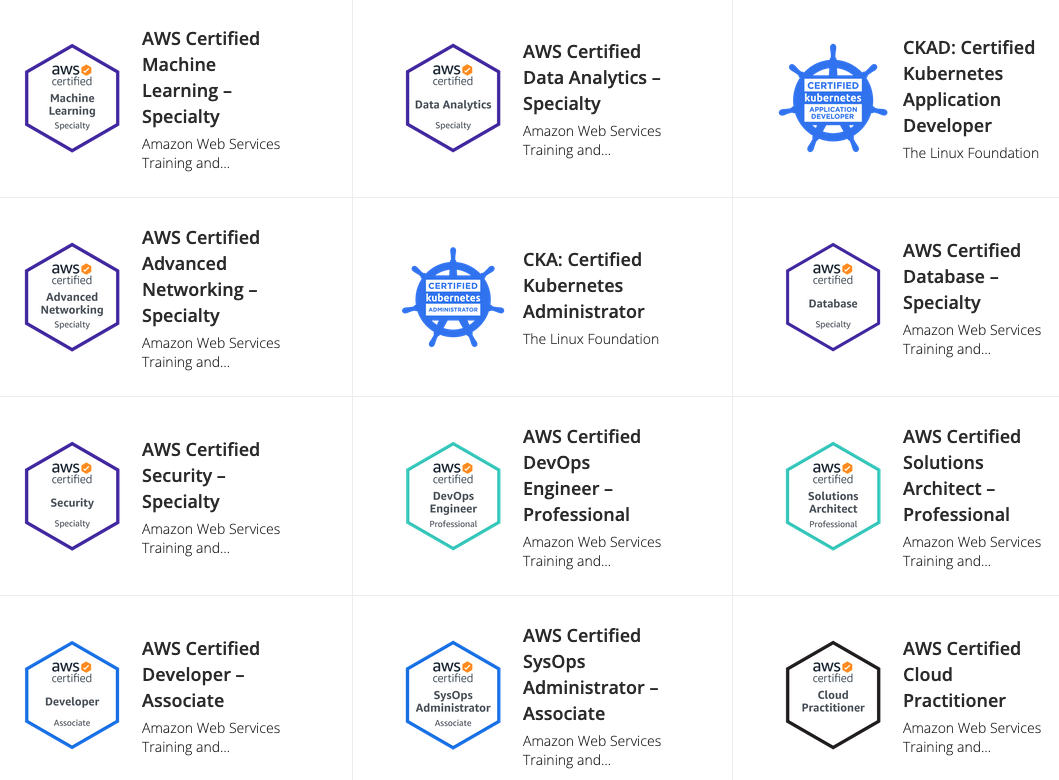 aws
certified
Machine
Learning
Specialty
AWS Certified
Machine
Learning –
Specialty
Amazon Web Services
Training and...
aws
certified
Data Analytics
Specialty
AWS Certified
Data Analytics –
Specialty
Amazon Web Services
Training and...
CERTIFIED
kubernetes
APPLICATION
DEVELOPER
CKAD: Certified
Kubernetes
Application
Developer
The Linux Foundation
aws
certified
Advanced
Networking
Specialty
AWS Certified
Advanced
Networking –
Specialty
Amazon Web Services
Training and...
CERTIFIED
kubernetes
ADMINISTRATOR
CKA: Certified
Kubernetes
Administrator
The Linux Foundation
aws
certified
Database
Specialty
AWS Certified
Database –
Specialty
Amazon Web Services
Training and...
aws
certified
Security
Specialty
AWS Certified
Security –
Specialty
Amazon Web Services
Training and...
aws
certified
DevOps
Engineer
Professional
AWS Certified
DevOps
Engineer –
Professional
Amazon Web Services
Training and...
aws
certified
Solutions
Architect
Professional
AWS Certified
Solutions
Architect –
Professional
Amazon Web Services
Training and...
aws
certified
Developer
Associate
AWS Certified
Developer –
Associate
Amazon Web Services
Training and...
aws
certified
SysOps
Administrator
Associate
AWS Certified
SysOps
Administrator –
Associate
Amazon Web Services
Training and...
aws
certified
Cloud
Practitioner
AWS Certified
Cloud
Practitioner
Amazon Web Services
Training and...